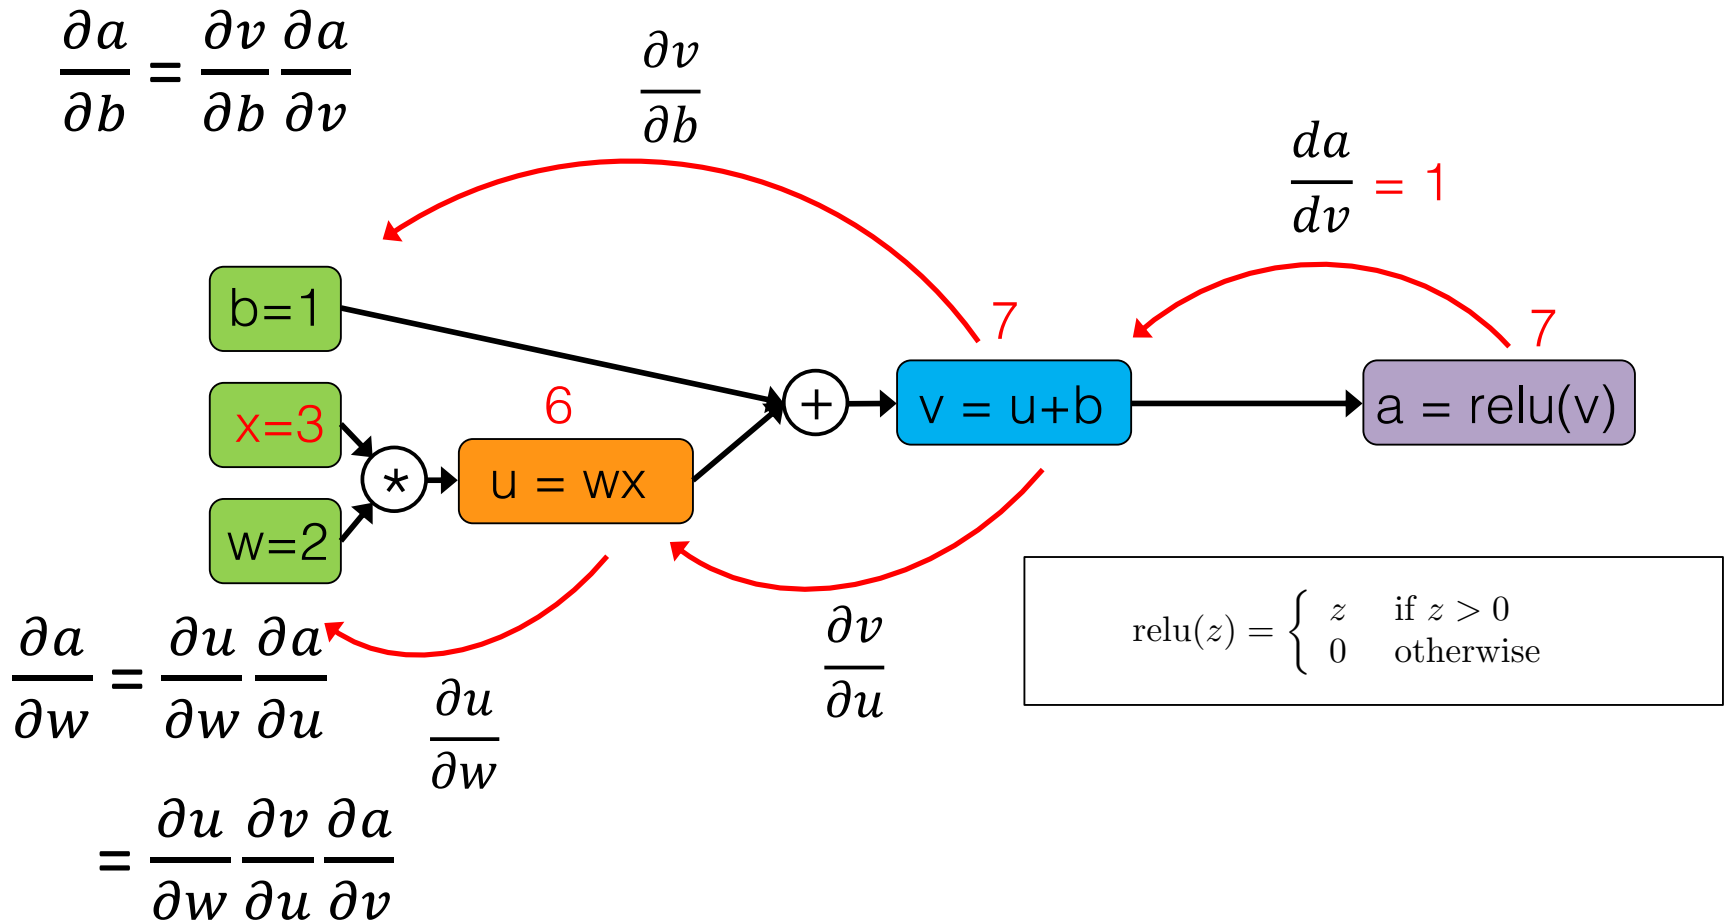 ∂a/∂b = ∂v/∂b ∂a/∂v
∂v/∂b
da/dv = 1
b=1
7
7
x=3
6
+
v = u+b
a = relu(v)
*
u = wx
w=2
relu(z) = { z if z > 0
0 otherwise
∂v/∂u
∂a/∂w = ∂u/∂w ∂a/∂u
∂u/∂w
= ∂u/∂w ∂v/∂u ∂a/∂v